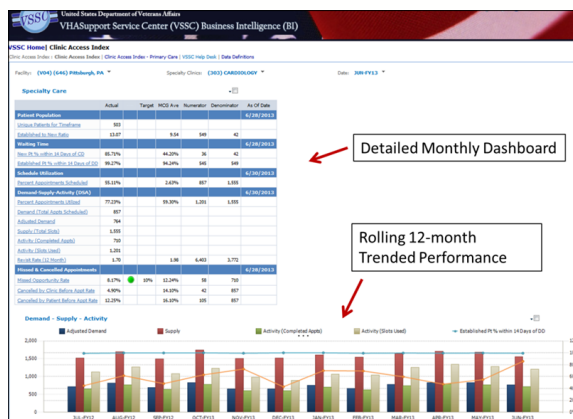 VSSC
United States Department of Veterans Affairs
VHASupport Service Center (VSSC) Business Intelligence (BI)
VSSC Home| Clinic Access Index
Clinic Access Index : Clinic Access Index | Clinic Access Index - Primary Care | VSSC Help Desk | Data Definitions
Facility: (V04) (646) Pittsburgh, PA Specialty Clinic: (303) CARDIOLOGY Date: JUN-FY13
Specialty Care
Actual Target MCG Ave Numerator Denominator As Of Date
Patient Population 6/28/2013
Unique Patients for Timeframe 503
Established to New Ratio 13.07 9.54 549 42
Waiting Time 6/28/2013
New Pt % within 14 Days of CD 85.71% 44.20% 36 42
Established Pt % within 14 Days of DD 99.27% 94.24% 545 549
Schedule Utilization 6/30/2013
Percent Appointments Scheduled 55.11% 2.63% 857 1,555
Demand-Supply-Activity (DSA) 6/30/2013
Percent Appointments Utilized 77.23% 59.30% 1,201 1,555
Demand (Total Appts Scheduled) 857
Adjusted Demand 764
Supply (Total Slots) 1,555
Activity (Completed Appts) 710
Activity (Slots Used) 1,201
Revisit Rate (12 Month) 1.70 1.98 6,403 3,772
Missed & Cancelled Appointments 6/28/2013
Missed Opportunity Rate 8.17% 10% 12.24% 58 710
Cancelled by Clinic Before Appt Rate 4.90% 14.10% 42 857
Cancelled by Patient Before Appt Rate 12.25% 16.10% 105 857
Detailed Monthly Dashboard
Rolling 12-month
Trended Performance
Demand - Supply - Activity
Adjusted Demand Supply Activity (Completed Appts) Activity (Slots Used) Established Pt % within 14 Days of DD
2,000
1,500
1,000
500
0
JUL-FY12 AUG-FY12 SEP-FY12 OCT-FY13 NOV-FY13 DEC-FY13 JAN-FY13 FEB-FY13 MAR-FY13 APR-FY13 MAY-FY13 JUN-FY13